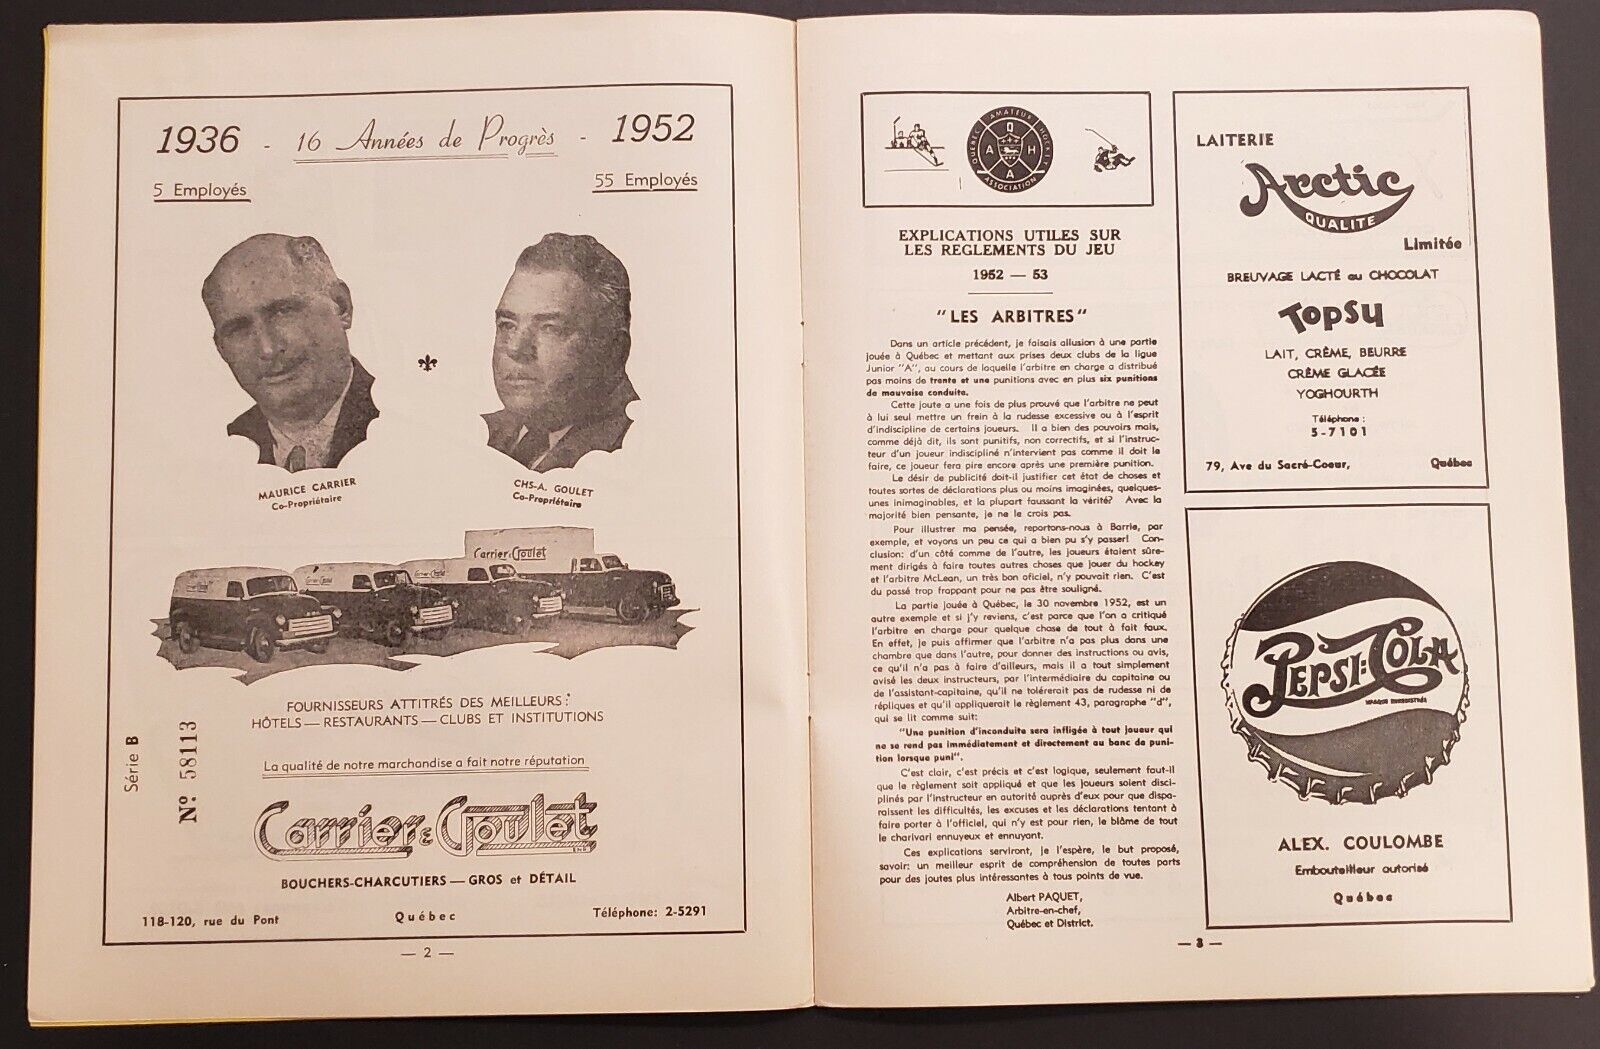 1936 - 16 Années de Progrès - 1952
5 Employés
55 Employés
MAURICE CARRIER
Co-Propriétaire
CHS-A. GOULET
Co-Propriétaire
Carrier & Goulet
FOURNISSEURS ATTITRÉS DES MEILLEURS:
HÔTELS — RESTAURANTS — CLUBS ET INSTITUTIONS
La qualité de notre marchandise a fait notre réputation
Série B
Nº 58113
Carrier & Goulet
ENR.
BOUCHERS-CHARCUTIERS — GROS et DÉTAIL
118-120, rue du Pont
Québec
Téléphone: 2-5291
— 2 —
QUEBEC AMATEUR HOCKEY ASSOCIATION
Q A H A
EXPLICATIONS UTILES SUR
LES REGLEMENTS DU JEU
1952 — 53
"LES ARBITRES"
Dans un article précédent, je faisais allusion à une partie
jouée à Québec et mettant aux prises deux clubs de la ligue
Junior "A", au cours de laquelle l'arbitre en charge a distribué
pas moins de trente et une punitions avec en plus six punitions
de mauvaise conduite.
Cette joute a une fois de plus prouvé que l'arbitre ne peut
à lui seul mettre un frein à la rudesse excessive ou à l'esprit
d'indiscipline de certains joueurs. Il a bien des pouvoirs mais,
comme déjà dit, ils sont punitifs, non correctifs, et si l'instruc-
teur d'un joueur indiscipliné n'intervient pas comme il doit le
faire, ce joueur fera pire encore après une première punition.
Le désir de publicité doit-il justifier cet état de choses et
toutes sortes de déclarations plus ou moins imaginées, quelques-
unes inimaginables, et la plupart faussant la vérité? Avec la
majorité bien pensante, je ne le crois pas.
Pour illustrer ma pensée, reportons-nous à Barrie, par
exemple, et voyons un peu ce qui a bien pu s'y passer! Con-
clusion: d'un côté comme de l'autre, les joueurs étaient sûre-
ment dirigés à faire toutes autres choses que jouer du hockey
et l'arbitre McLean, un très bon oficiel, n'y pouvait rien. C'est
du passé trop frappant pour ne pas être souligné.
La partie jouée à Québec, le 30 novembre 1952, est un
autre exemple et si j'y reviens, c'est parce que l'on a critiqué
l'arbitre en charge pour quelque chose de tout à fait faux.
En effet, je puis affirmer que l'arbitre n'a pas plus dans une
chambre que dans l'autre, pour donner des instructions ou avis,
ce qu'il n'a pas à faire d'ailleurs, mais il a tout simplement
avisé les deux instructeurs, par l'intermédiaire du capitaine ou
de l'assistant-capitaine, qu'il ne tolérerait pas de rudesse ni de
répliques et qu'il appliquerait le règlement 43, paragraphe "d",
qui se lit comme suit:
"Une punition d'inconduite sera infligée à tout joueur qui
ne se rend pas immédiatement et directement au banc de puni-
tion lorsque puni".
C'est clair, c'est précis et c'est logique, seulement faut-il
que le règlement soit appliqué et que les joueurs soient disci-
plinés par l'instructeur en autorité auprès d'eux pour que dispa-
raissent les difficultés, les excuses et les déclarations tentant à
faire porter à l'officiel, qui n'y est pour rien, le blâme de tout
le charivari ennuyeux et ennuyant.
Ces explications serviront, je l'espère, le but proposé,
savoir: un meilleur esprit de compréhension de toutes parts
pour des joutes plus intéressantes à tous points de vue.
Albert PAQUET,
Arbitre-en-chef,
Québec et District.
LAITERIE
Arctic
QUALITE
Limitée
BREUVAGE LACTÉ au CHOCOLAT
Topsy
LAIT, CRÈME, BEURRE
CRÈME GLACÉE
YOGHOURTH
Téléphone :
5-7101
79, Ave du Sacré-Coeur, Québec
PEPSI-COLA
MARQUE ENREGISTRÉE
ALEX. COULOMBE
Embouteilleur autorisé
Québec
— 3 —